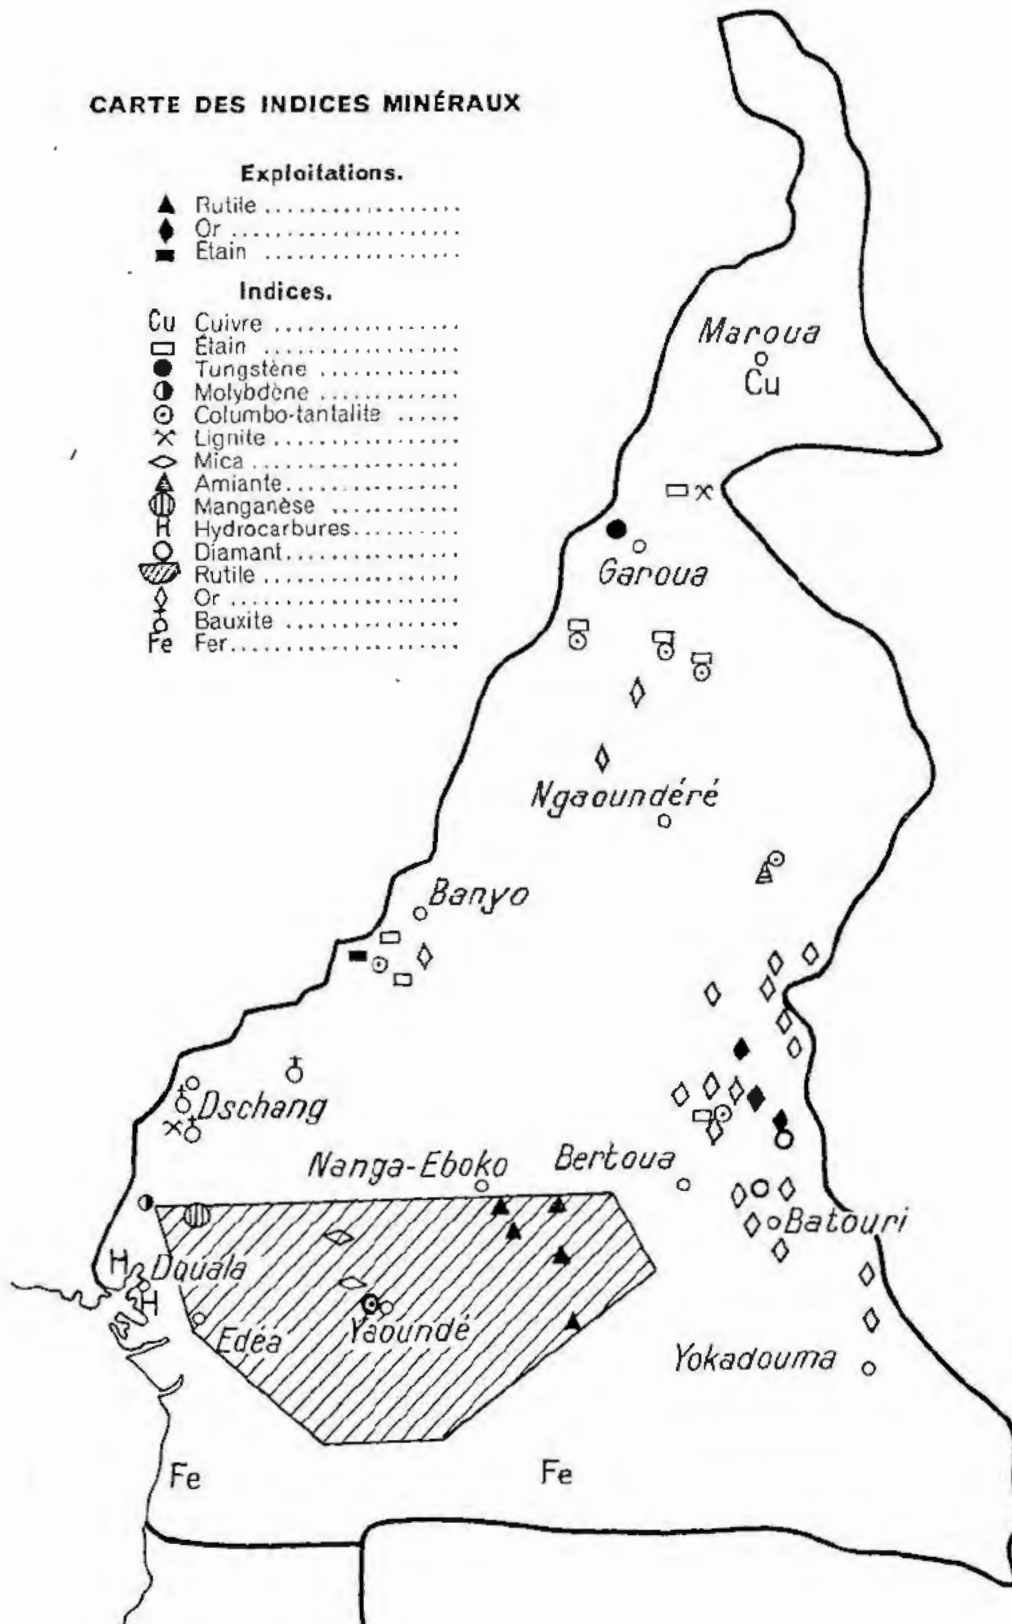 CARTE DES INDICES MINÉRAUX
Exploitations.
Rutile ..................
Or ......................
Etain ..................
Indices.
Cu Cuivre ..................
Étain ..................
Tungstène ..............
Molybdène ..............
Columbo-tantalite ......
Lignite ..................
Mica ....................
Amiante..................
Manganèse ............
H Hydrocarbures..........
Diamant..................
Rutile ..................
Or ......................
Bauxite ................
Fe Fer......................
Maroua
Cu
Garoua
Ngaoundéré
Banyo
Dschang
Nanga-Eboko
Bertoua
Batouri
H Douala
H
Edéa
Yaoundé
Yokadouma
Fe
Fe